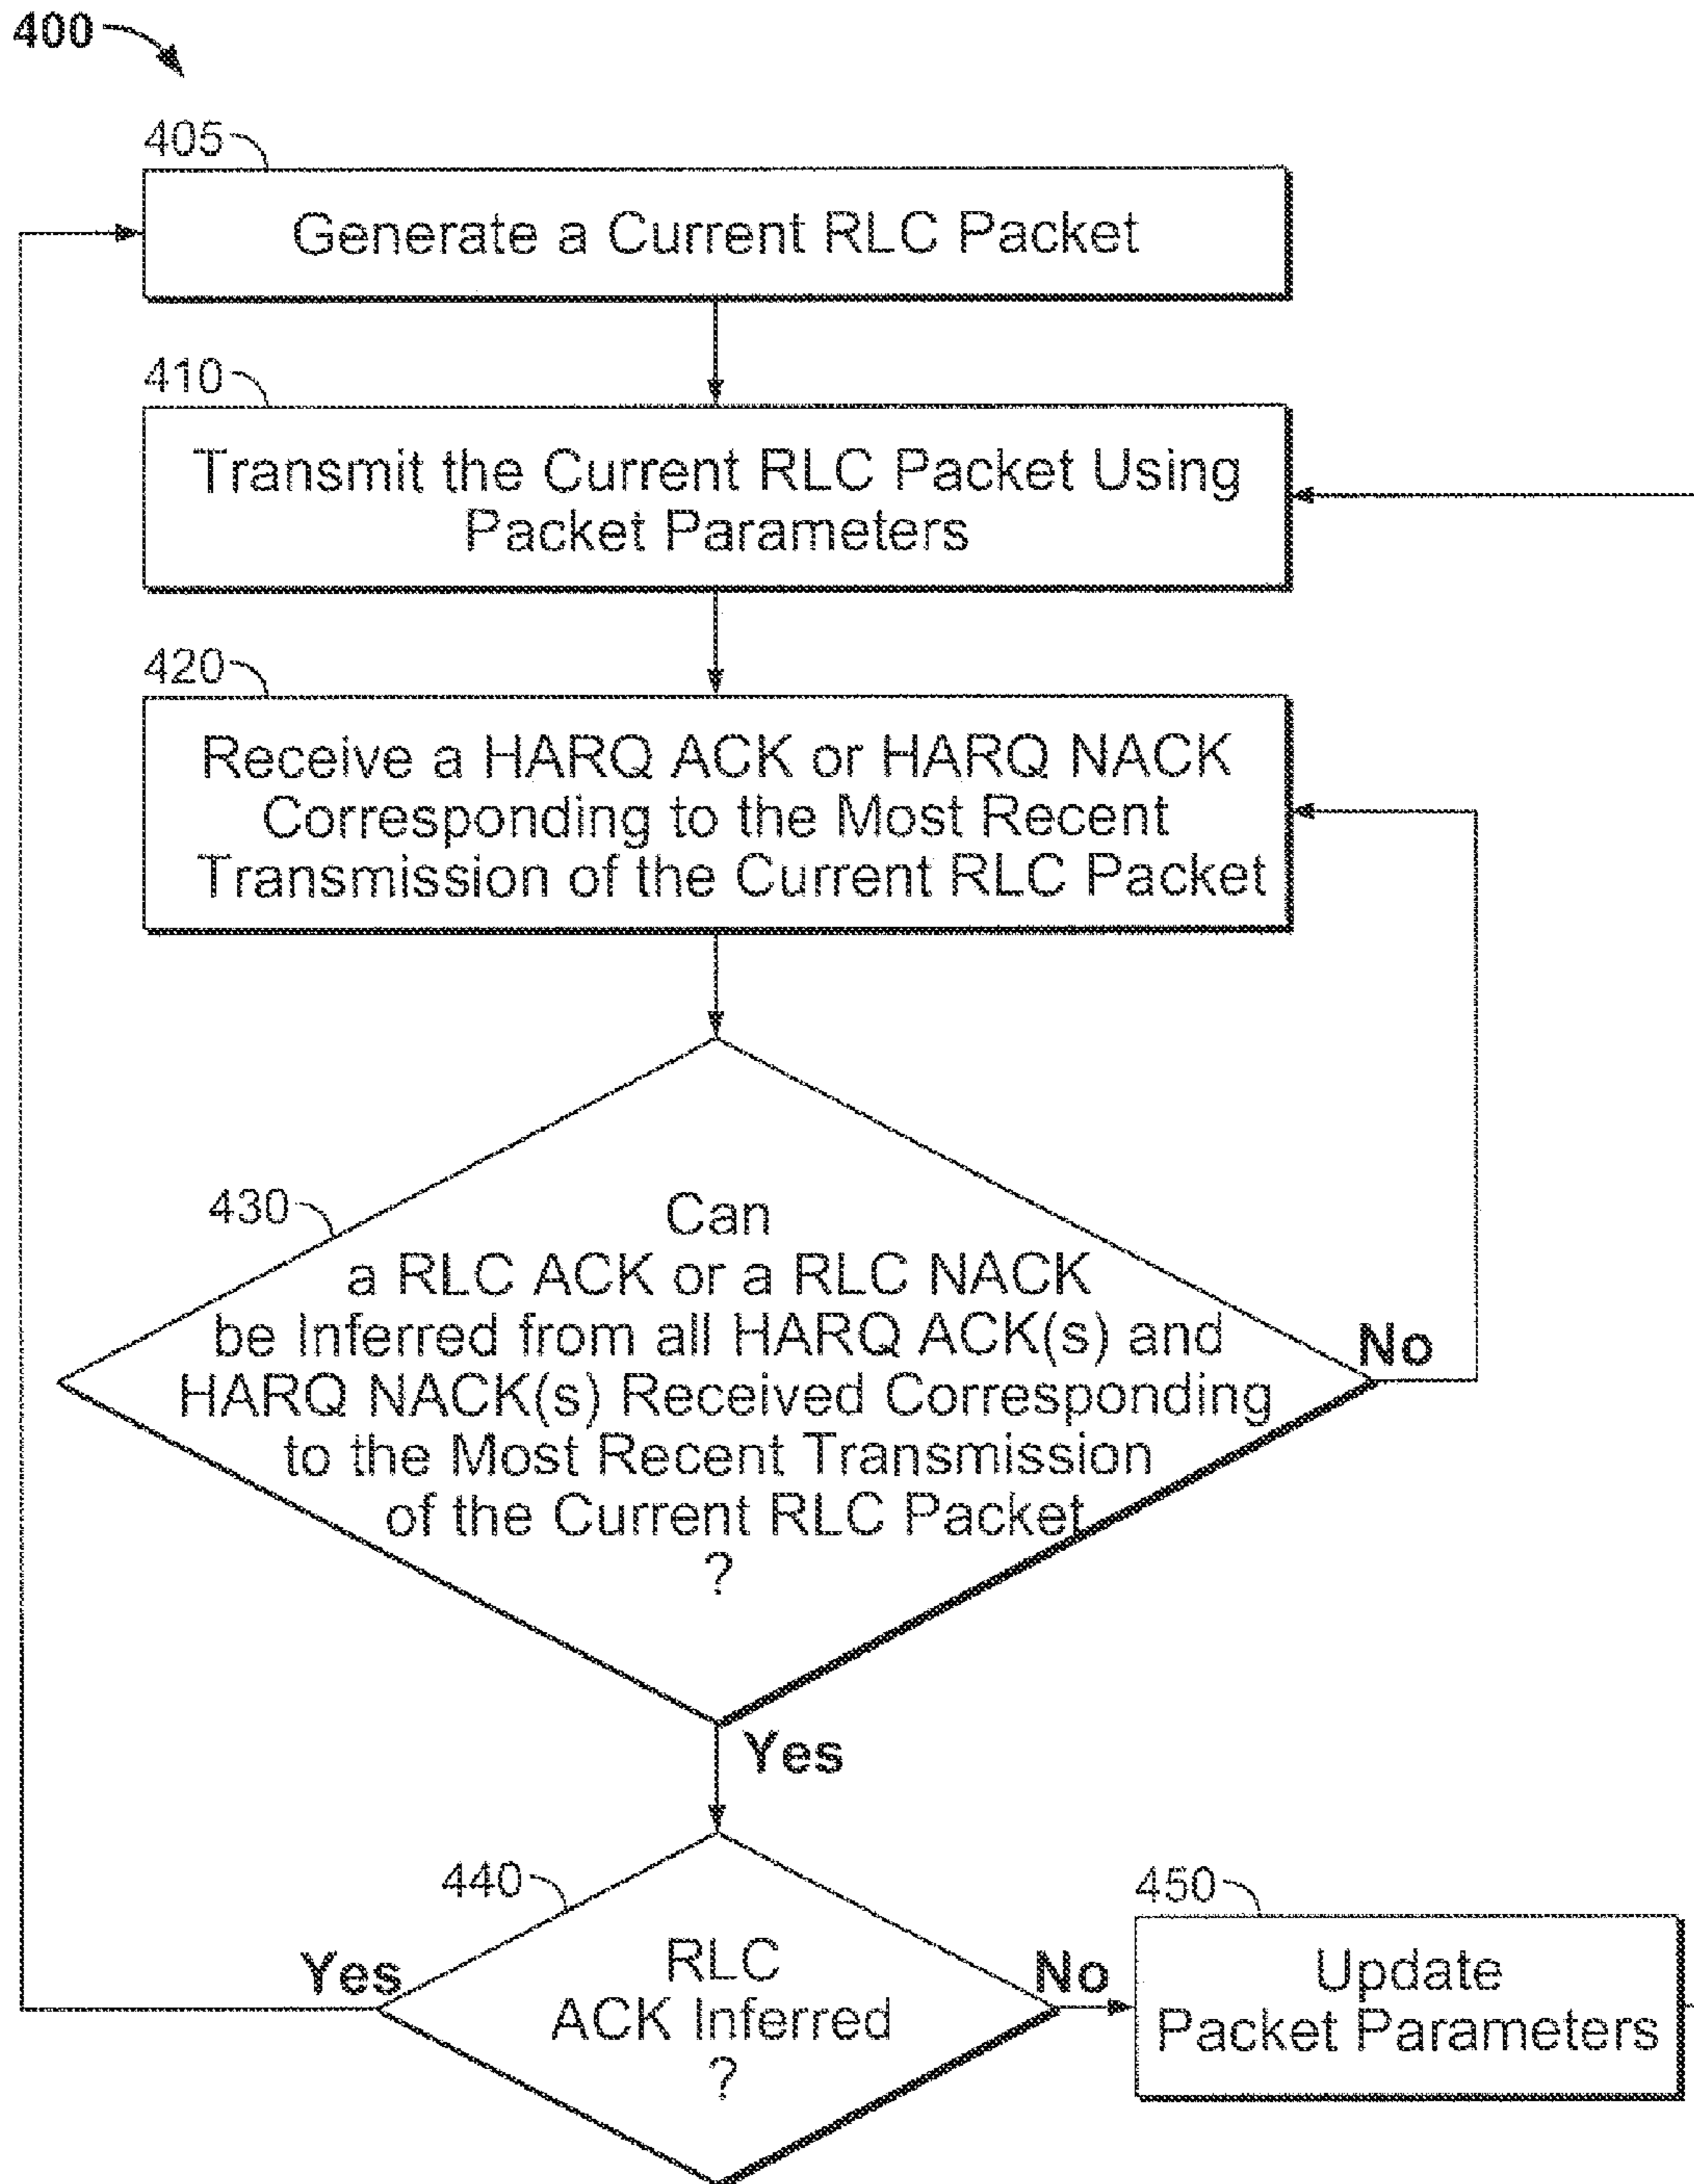 400
405
Generate a Current RLC Packet
410
Transmit the Current RLC Packet Using
Packet Parameters
420
Receive a HARQ ACK or HARQ NACK
Corresponding to the Most Recent
Transmission of the Current RLC Packet
430
Can
a RLC ACK or a RLC NACK
be Inferred from all HARQ ACK(s) and
HARQ NACK(s) Received Corresponding
to the Most Recent Transmission
of the Current RLC Packet
?
No
Yes
440
RLC
ACK Inferred
?
Yes
No
450
Update
Packet Parameters